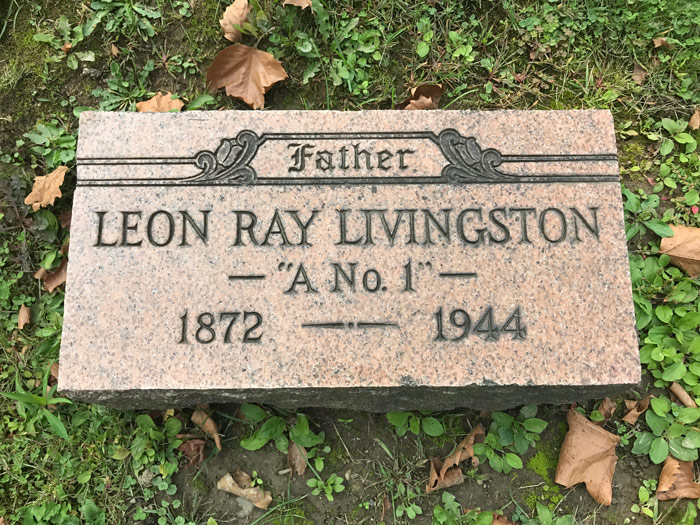 Father
LEON RAY LIVINGSTON
— "A No. 1" —
1872 — 1944